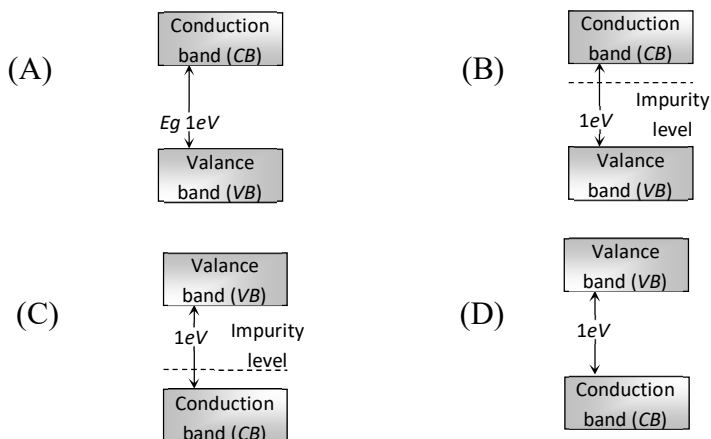 (A)
Conduction
band (CB)
Eg 1eV
Valance
band (VB)
(B)
Conduction
band (CB)
Impurity
level
1eV
Valance
band (VB)
(C)
Valance
band (VB)
1eV
Impurity
level
Conduction
band (CB)
(D)
Valance
band (VB)
1eV
Conduction
band (CB)